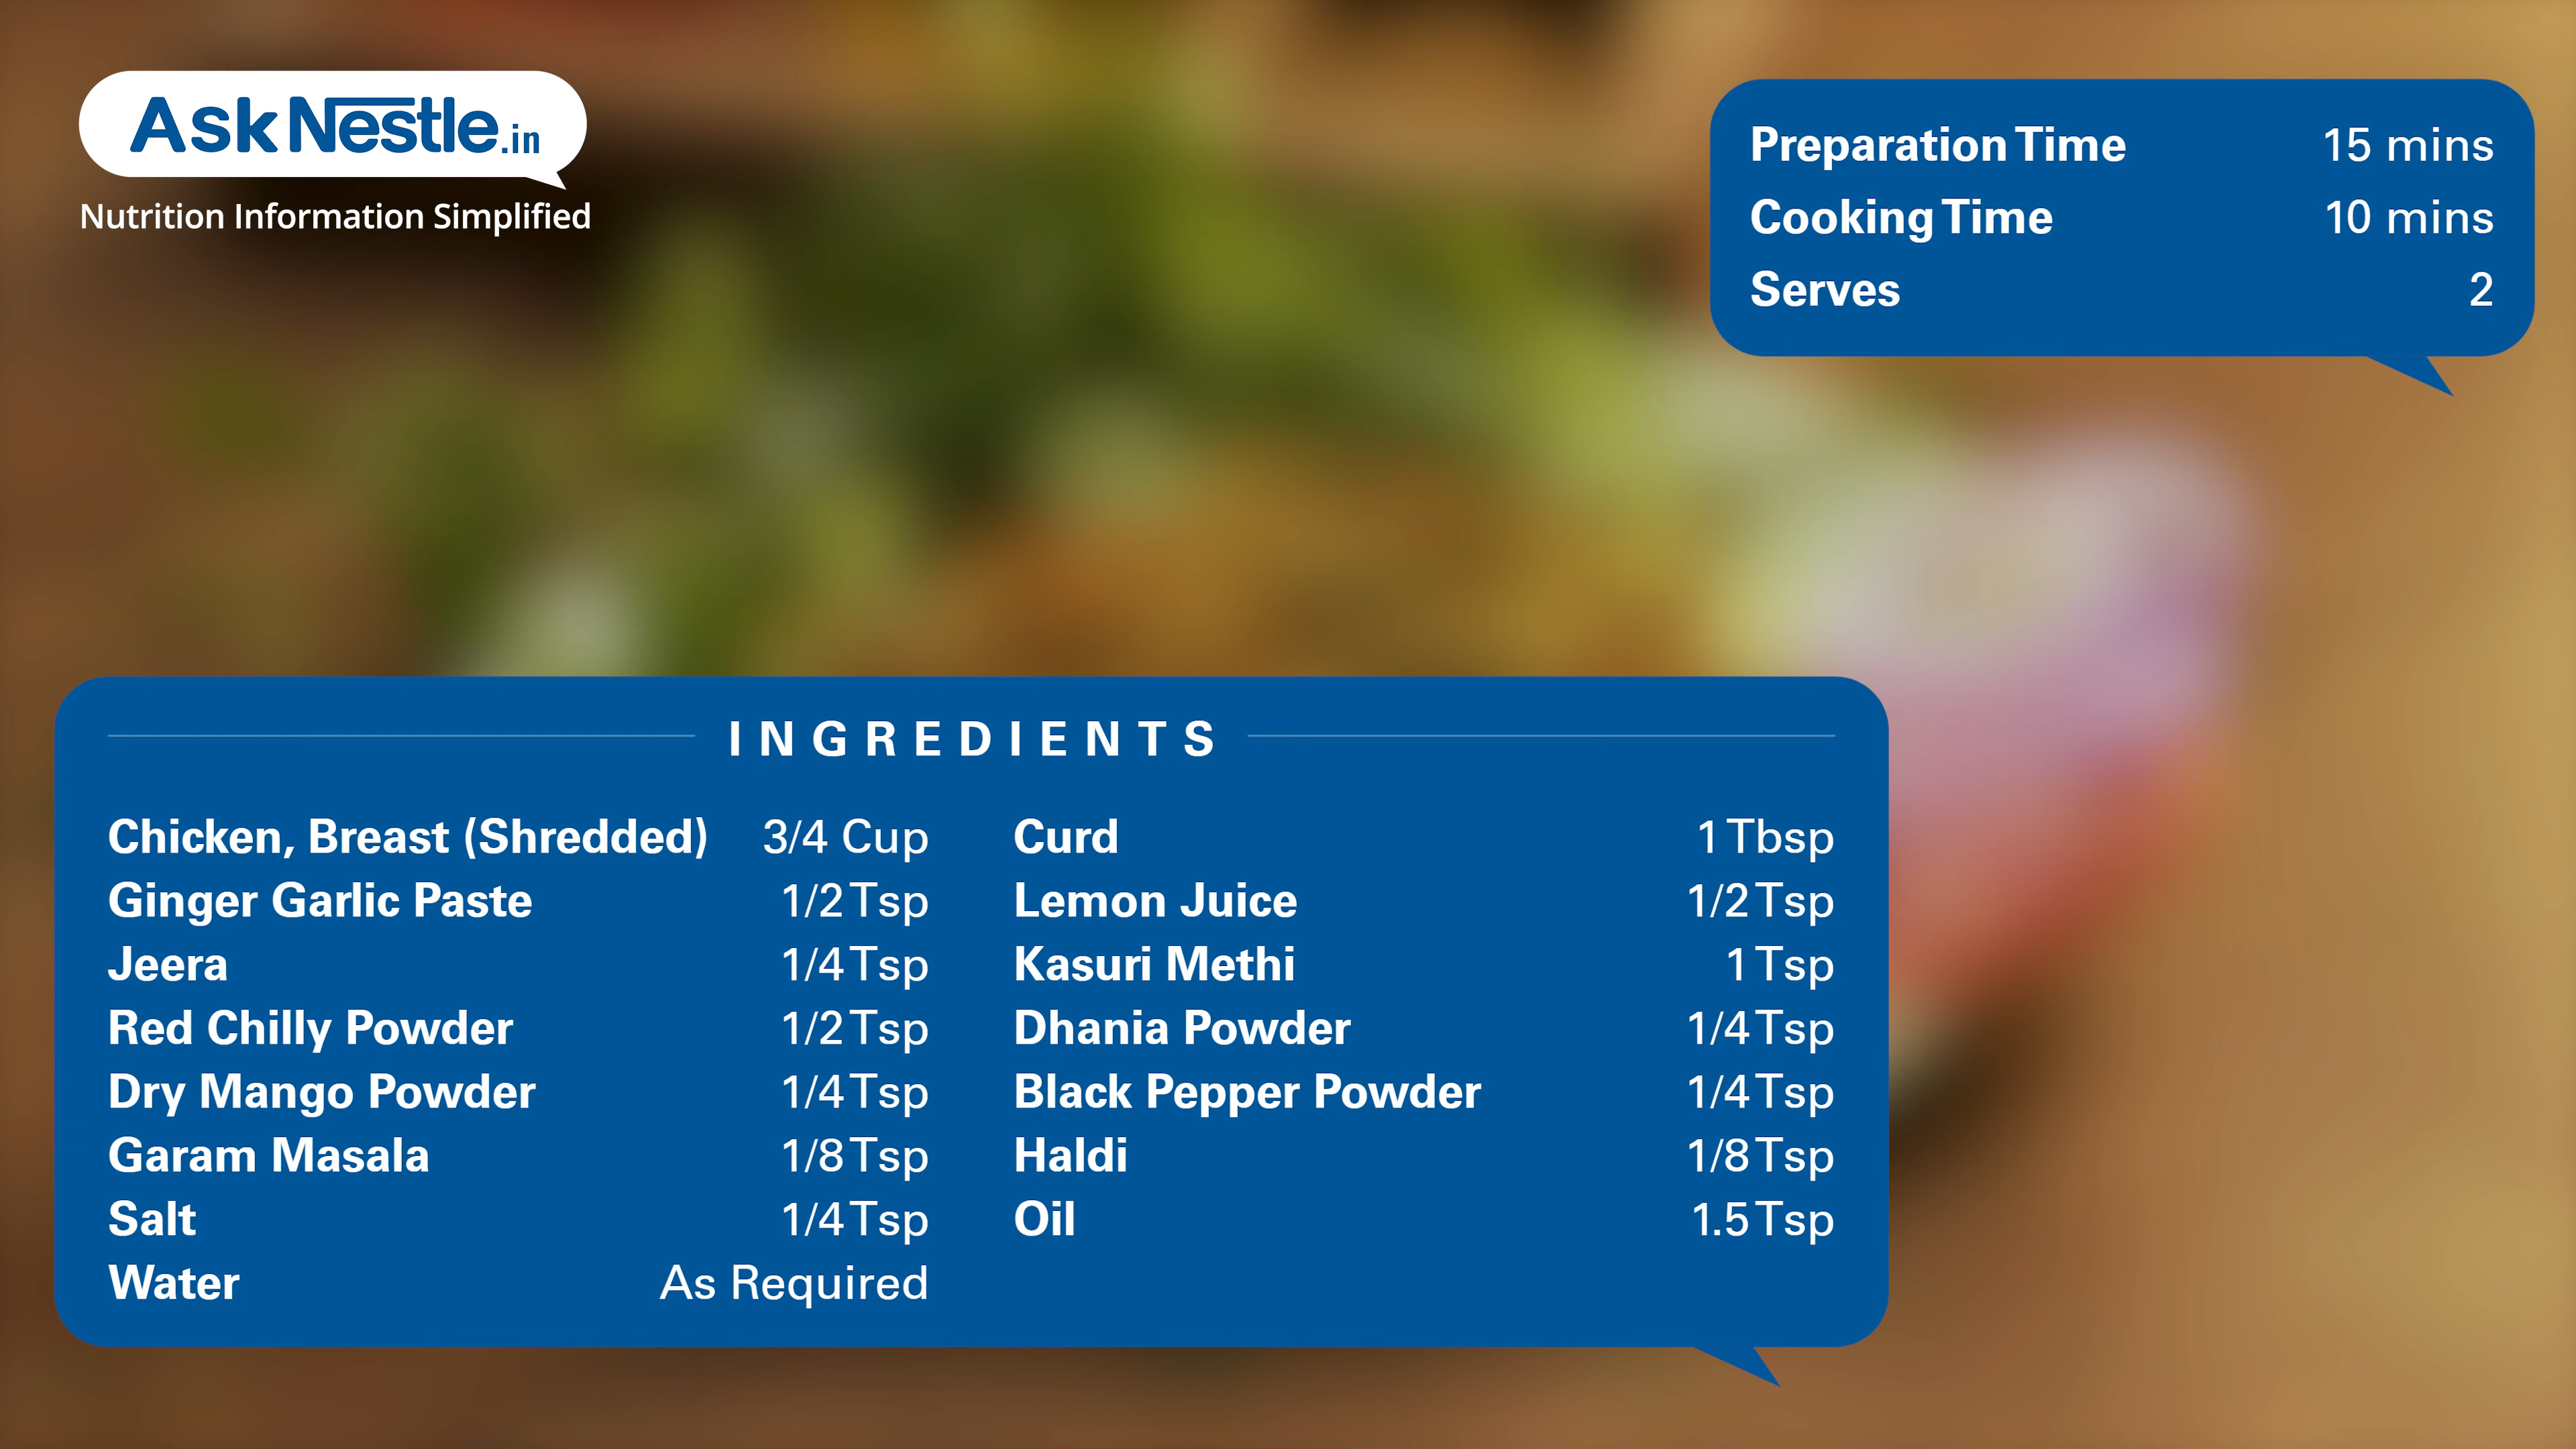 AskNestle.in
Nutrition Information Simplified
Preparation Time 15 mins
Cooking Time 10 mins
Serves 2
INGREDIENTS
Chicken, Breast (Shredded) 3/4 Cup
Ginger Garlic Paste 1/2 Tsp
Jeera 1/4 Tsp
Red Chilly Powder 1/2 Tsp
Dry Mango Powder 1/4 Tsp
Garam Masala 1/8 Tsp
Salt 1/4 Tsp
Water As Required
Curd 1 Tbsp
Lemon Juice 1/2 Tsp
Kasuri Methi 1 Tsp
Dhania Powder 1/4 Tsp
Black Pepper Powder 1/4 Tsp
Haldi 1/8 Tsp
Oil 1.5 Tsp